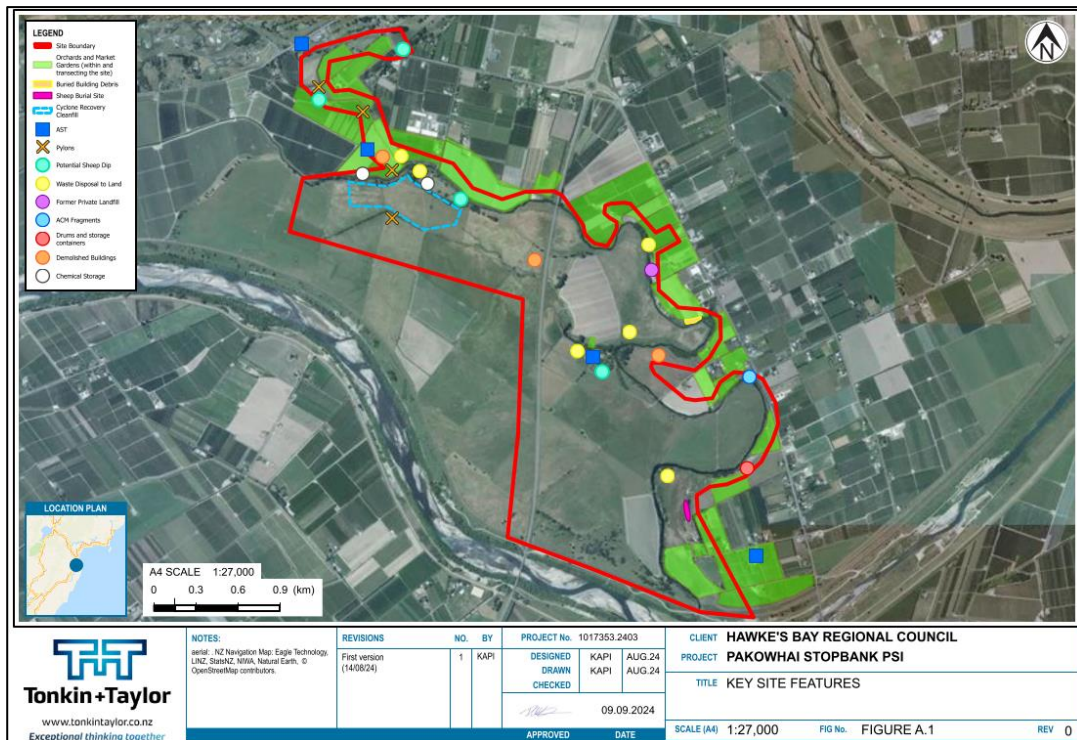 LEGEND
Site Boundary
Orchards and Market
Gardens (within and
transecting the site)
Buried Building Debris
Sheep Burial Site
Cyclone Recovery
Cleanfill
AST
Pylons
Potential Sheep Dip
Waste Disposal to Land
Former Private Landfill
ACM Fragments
Drums and storage
containers
Demolished Buildings
Chemical Storage
N
LOCATION PLAN
A4 SCALE 1:27,000
0 0.3 0.6 0.9 (km)
T+T
Tonkin+Taylor
www.tonkintaylor.co.nz
Exceptional thinking together
NOTES:
aerial: . NZ Navigation Map: Eagle Technology,
LINZ, StatsNZ, NIWA, Natural Earth, ©
OpenStreetMap contributors.
REVISIONS NO. BY
First version 1 KAPI
(14/08/24)
PROJECT No. 1017353.2403
DESIGNED KAPI AUG.24
DRAWN KAPI AUG.24
CHECKED
09.09.2024
APPROVED DATE
CLIENT HAWKE'S BAY REGIONAL COUNCIL
PROJECT PAKOWHAI STOPBANK PSI
TITLE KEY SITE FEATURES
SCALE (A4) 1:27,000 FIG No. FIGURE A.1 REV 0